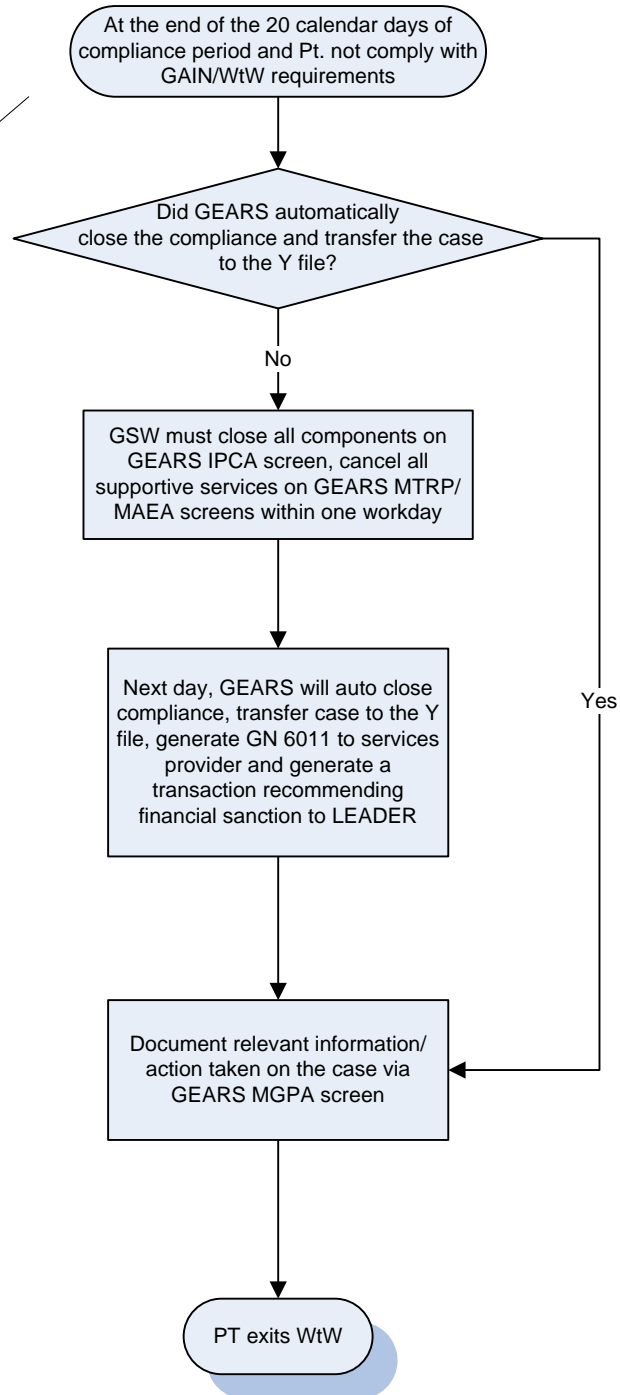 At the end of the 20 calendar days of
compliance period and Pt. not comply with
GAIN/WtW requirements
Did GEARS automatically
close the compliance and transfer the case
to the Y file?
No
GSW must close all components on
GEARS IPCA screen, cancel all
supportive services on GEARS MTRP/
MAEA screens within one workday
Next day, GEARS will auto close
compliance, transfer case to the Y
file, generate GN 6011 to services
provider and generate a
transaction recommending
financial sanction to LEADER
Yes
Document relevant information/
action taken on the case via
GEARS MGPA screen
PT exits WtW